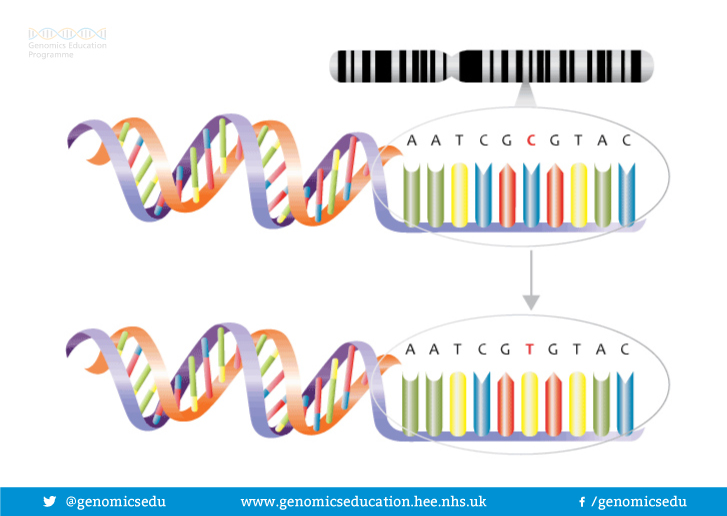 Genomics Education
Programme
A A T C G C G T A C
A A T C G T G T A C
@genomicsedu www.genomicseducation.hee.nhs.uk /genomicsedu